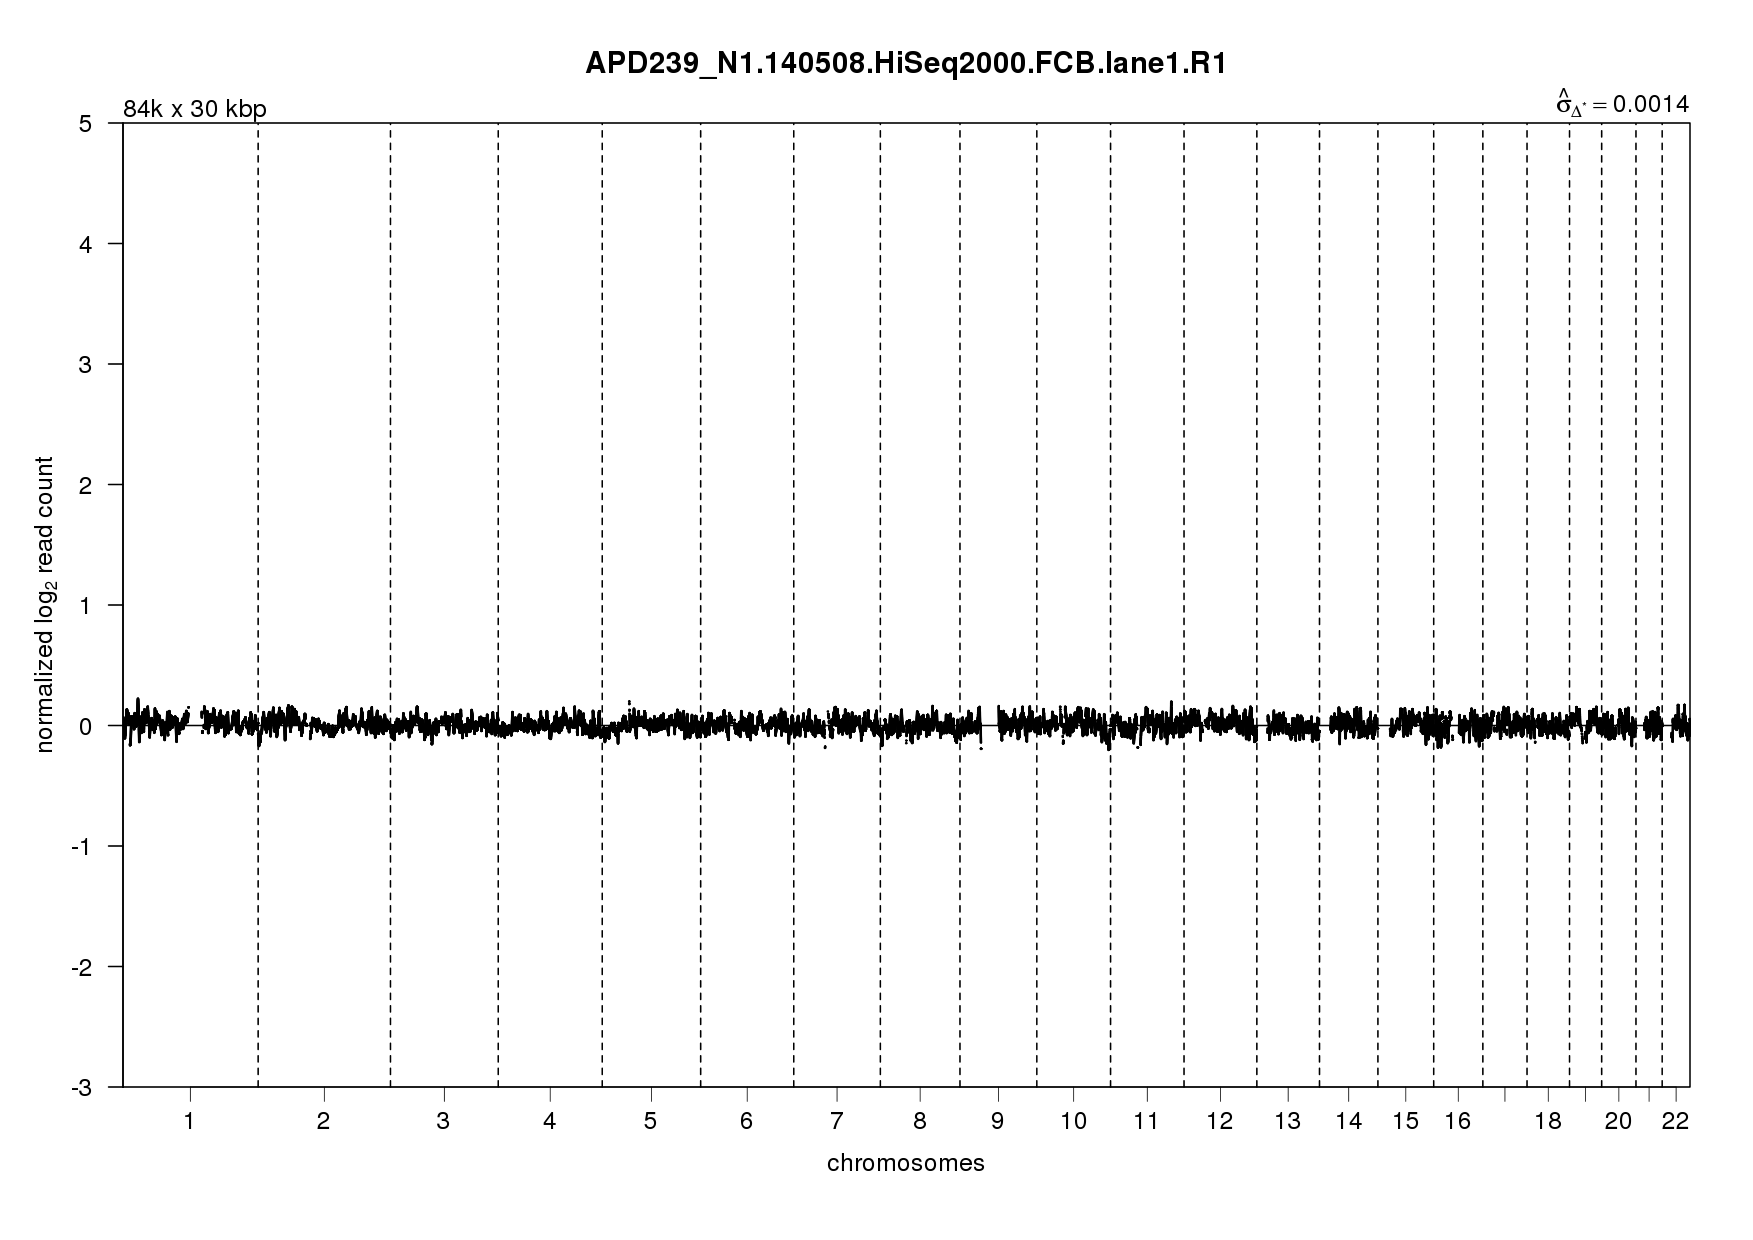 APD239_N1.140508.HiSeq2000.FCB.lane1.R1
84k x 30 kbp
σ̂Δ* = 0.0014
normalized log2 read count
5
4
3
2
1
0
-1
-2
-3
1 2 3 4 5 6 7 8 9 10 11 12 13 14 15 16 18 20 22
chromosomes